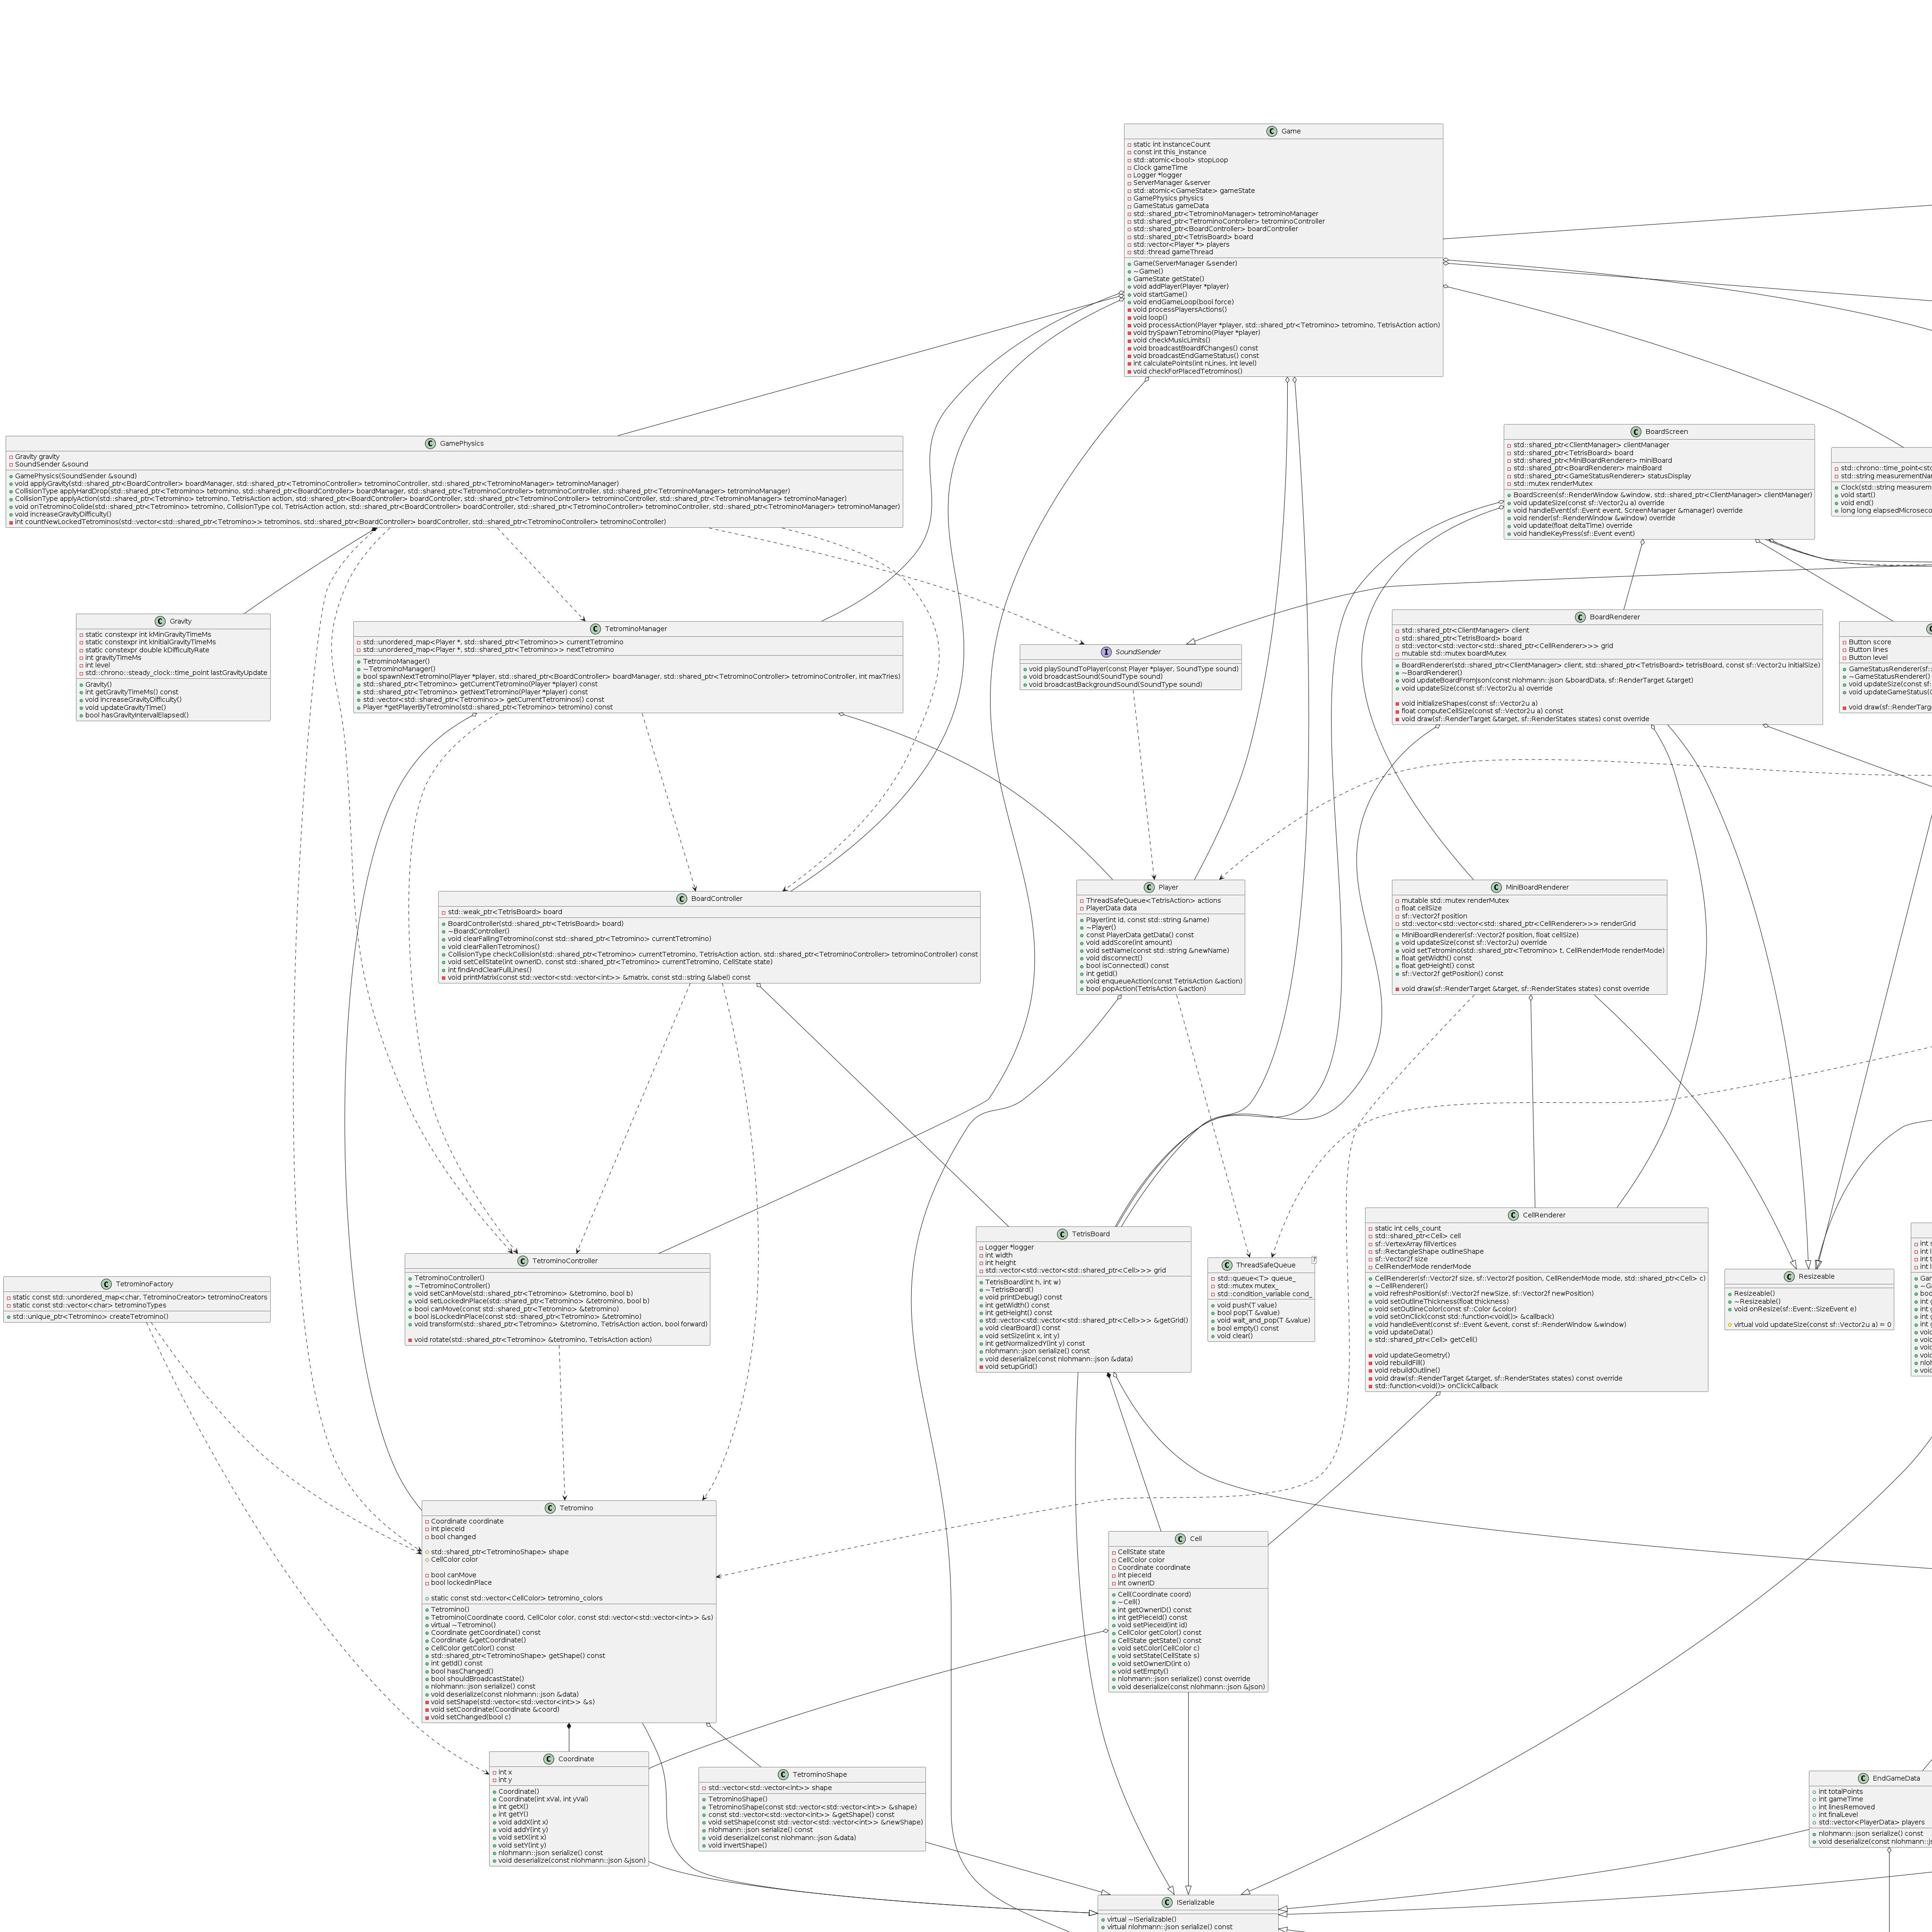 Game
static int instanceCount
const int this_instance
std::atomic<bool> stopLoop
Clock gameTime
Logger *logger
ServerManager &server
std::atomic<GameState> gameState
GamePhysics physics
GameStatus gameData
std::shared_ptr<TetrominoManager> tetrominoManager
std::shared_ptr<TetrominoController> tetrominoController
std::shared_ptr<BoardController> boardController
std::shared_ptr<TetrisBoard> board
std::vector<Player *> players
std::thread gameThread
Game(ServerManager &sender)
~Game()
GameState getState()
void addPlayer(Player *player)
void startGame()
void endGameLoop(bool force)
void processPlayersActions()
void loop()
void processAction(Player *player, std::shared_ptr<Tetromino> tetromino, TetrisAction action)
void trySpawnTetromino(Player *player)
void checkMusicLimits()
void broadcastBoardIfChanges() const
void broadcastEndGameStatus() const
int calculatePoints(int nLines, int level)
void checkForPlacedTetrominos()
GamePhysics
Gravity gravity
SoundSender &sound
GamePhysics(SoundSender &sound)
void applyGravity(std::shared_ptr<BoardController> boardManager, std::shared_ptr<TetrominoController> tetrominoController, std::shared_ptr<TetrominoManager> tetrominoManager)
CollisionType applyHardDrop(std::shared_ptr<Tetromino> tetromino, std::shared_ptr<BoardController> boardManager, std::shared_ptr<TetrominoController> tetrominoController, std::shared_ptr<TetrominoManager> tetrominoManager)
CollisionType applyAction(std::shared_ptr<Tetromino> tetromino, TetrisAction action, std::shared_ptr<BoardController> boardController, std::shared_ptr<TetrominoController> tetrominoController, std::shared_ptr<TetrominoManager> tetrominoManager)
void onTetrominoCollide(std::shared_ptr<Tetromino> tetromino, CollisionType col, TetrisAction action, std::shared_ptr<BoardController> boardController, std::shared_ptr<TetrominoController> tetrominoController, std::shared_ptr<TetrominoManager> tetrominoManager)
void increaseGravityDifficulty()
int countNewLockedTetrominos(std::vector<std::shared_ptr<Tetromino>> tetrominos, std::shared_ptr<BoardController> boardController, std::shared_ptr<TetrominoController> tetrominoController)
BoardScreen
std::shared_ptr<ClientManager> clientManager
std::shared_ptr<TetrisBoard> board
std::shared_ptr<MiniBoardRenderer> miniBoard
std::shared_ptr<BoardRenderer> mainBoard
std::shared_ptr<GameStatusRenderer> statusDisplay
std::mutex renderMutex
BoardScreen(sf::RenderWindow &window, std::shared_ptr<ClientManager> clientManager)
void updateSize(const sf::Vector2u a) override
void handleEvent(sf::Event event, ScreenManager &manager) override
void render(sf::RenderWindow &window) override
void update(float deltaTime) override
void handleKeyPress(sf::Event event)
std::chrono::time_point<std
std::string measurementNa
Clock(std::string measurem
void start()
void end()
long long elapsedMicrosec
Gravity
static constexpr int kMinGravityTimeMs
static constexpr int kInitialGravityTimeMs
static constexpr double kDifficultyRate
int gravityTimeMs
int level
std::chrono::steady_clock::time_point lastGravityUpdate
Gravity()
int getGravityTimeMs() const
void increaseGravityDifficulty()
void updateGravityTime()
bool hasGravityIntervalElapsed()
TetrominoManager
std::unordered_map<Player *, std::shared_ptr<Tetromino>> currentTetromino
std::unordered_map<Player *, std::shared_ptr<Tetromino>> nextTetromino
TetrominoManager()
~TetrominoManager()
bool spawnNextTetromino(Player *player, std::shared_ptr<BoardController> boardManager, std::shared_ptr<TetrominoController> tetrominoController, int maxTries)
std::shared_ptr<Tetromino> getCurrentTetromino(Player *player) const
std::shared_ptr<Tetromino> getNextTetromino(Player *player) const
std::vector<std::shared_ptr<Tetromino>> getCurrentTetrominos() const
Player *getPlayerByTetromino(std::shared_ptr<Tetromino> tetromino) const
SoundSender
void playSoundToPlayer(const Player *player, SoundType sound)
void broadcastSound(SoundType sound)
void broadcastBackgroundSound(SoundType sound)
BoardRenderer
std::shared_ptr<ClientManager> client
std::shared_ptr<TetrisBoard> board
std::vector<std::vector<std::shared_ptr<CellRenderer>>> grid
mutable std::mutex boardMutex
BoardRenderer(std::shared_ptr<ClientManager> client, std::shared_ptr<TetrisBoard> tetrisBoard, const sf::Vector2u initialSize)
~BoardRenderer()
void updateBoardFromJson(const nlohmann::json &boardData, sf::RenderTarget &target)
void updateSize(const sf::Vector2u a) override
void initializeShapes(const sf::Vector2u a)
float computeCellSize(const sf::Vector2u a) const
void draw(sf::RenderTarget &target, sf::RenderStates states) const override
Button score
Button lines
Button level
GameStatusRenderer(sf::
~GameStatusRenderer()
void updateSize(const sf::
void updateGameStatus(
void draw(sf::RenderTarge
BoardController
std::weak_ptr<TetrisBoard> board
BoardController(std::shared_ptr<TetrisBoard> board)
~BoardController()
void clearFallingTetromino(const std::shared_ptr<Tetromino> currentTetromino)
void clearFallenTetrominos()
CollisionType checkCollision(std::shared_ptr<Tetromino> currentTetromino, TetrisAction action, std::shared_ptr<TetrominoController> tetrominoController) const
void setCellState(int ownerID, const std::shared_ptr<Tetromino> currentTetromino, CellState state)
int findAndClearFullLines()
void printMatrix(const std::vector<std::vector<int>> &matrix, const std::string &label) const
Player
ThreadSafeQueue<TetrisAction> actions
PlayerData data
Player(int id, const std::string &name)
~Player()
const PlayerData getData() const
void addScore(int amount)
void setName(const std::string &newName)
void disconnect()
bool isConnected() const
int getid()
void enqueueAction(const TetrisAction &action)
bool popAction(TetrisAction &action)
MiniBoardRenderer
mutable std::mutex renderMutex
float cellSize
sf::Vector2f position
std::vector<std::vector<std::shared_ptr<CellRenderer>>> renderGrid
MiniBoardRenderer(sf::Vector2f position, float cellSize)
void updateSize(const sf::Vector2u) override
void setTetromino(std::shared_ptr<Tetromino> t, CellRenderMode renderMode)
float getWidth() const
float getHeight() const
sf::Vector2f getPosition() const
void draw(sf::RenderTarget &target, sf::RenderStates states) const override
TetrominoFactory
static const std::unordered_map<char, TetrominoCreator> tetrominoCreators
static const std::vector<char> tetrominoTypes
std::unique_ptr<Tetromino> createTetromino()
TetrominoController
TetrominoController()
~TetrominoController()
void setCanMove(std::shared_ptr<Tetromino> &tetromino, bool b)
void setLockedInPlace(std::shared_ptr<Tetromino> &tetromino, bool b)
bool canMove(const std::shared_ptr<Tetromino> &tetromino)
bool isLockedInPlace(const std::shared_ptr<Tetromino> &tetromino)
void transform(std::shared_ptr<Tetromino> &tetromino, TetrisAction action, bool forward)
void rotate(std::shared_ptr<Tetromino> &tetromino, TetrisAction action)
TetrisBoard
Logger *logger
int width
int height
std::vector<std::vector<std::shared_ptr<Cell>>> grid
TetrisBoard(int h, int w)
~TetrisBoard()
void printDebug() const
int getWidth() const
int getHeight() const
std::vector<std::vector<std::shared_ptr<Cell>>> &getGrid()
void clearBoard() const
void setSize(int x, int y)
int getNormalizedY(int y) const
nlohmann::json serialize() const
void deserialize(const nlohmann::json &data)
void setupGrid()
ThreadSafeQueue
T
std::queue<T> queue_
std::mutex mutex_
std::condition_variable cond_
void push(T value)
bool pop(T &value)
void wait_and_pop(T &value)
bool empty() const
void clear()
CellRenderer
static int cells_count
std::shared_ptr<Cell> cell
sf::VertexArray fillVertices
sf::RectangleShape outlineShape
sf::Vector2f size
CellRenderMode renderMode
CellRenderer(sf::Vector2f size, sf::Vector2f position, CellRenderMode mode, std::shared_ptr<Cell> c)
~CellRenderer()
void refreshPosition(sf::Vector2f newSize, sf::Vector2f newPosition)
void setOutlineThickness(float thickness)
void setOutlineColor(const sf::Color &color)
void setOnClick(const std::function<void()> &callback)
void handleEvent(const sf::Event &event, const sf::RenderWindow &window)
void updateData()
std::shared_ptr<Cell> getCell()
void updateGeometry()
void rebuildFill()
void rebuildOutline()
void draw(sf::RenderTarget &target, sf::RenderStates states) const override
std::function<void()> onClickCallback
Resizeable
Resizeable()
~Resizeable()
void onResize(sf::Event::SizeEvent e)
virtual void updateSize(const sf::Vector2u a) = 0
int s
int l
int t
int l
Gan
~Ga
boo
int g
int g
int g
int g
void
void
void
nloh
void
Tetromino
Coordinate coordinate
int pieceId
bool changed
std::shared_ptr<TetrominoShape> shape
CellColor color
bool canMove
bool lockedInPlace
static const std::vector<CellColor> tetromino_colors
Tetromino()
Tetromino(Coordinate coord, CellColor color, const std::vector<std::vector<int>> &s)
virtual ~Tetromino()
Coordinate getCoordinate() const
Coordinate &getCoordinate()
CellColor getColor() const
std::shared_ptr<TetrominoShape> getShape() const
int getId() const
bool hasChanged()
bool shouldBroadcastState()
nlohmann::json serialize() const
void deserialize(const nlohmann::json &data)
void setShape(std::vector<std::vector<int>> &s)
void setCoordinate(Coordinate &coord)
void setChanged(bool c)
Cell
CellState state
CellColor color
Coordinate coordinate
int pieceId
int ownerID
Cell(Coordinate coord)
~Cell()
int getOwnerID() const
int getPieceId() const
void setPieceId(int id)
CellColor getColor() const
CellState getState() const
void setColor(CellColor c)
void setState(CellState s)
void setOwnerID(int o)
void setEmpty()
nlohmann::json serialize() const override
void deserialize(const nlohmann::json &json)
Coordinate
int x
int y
Coordinate()
Coordinate(int xVal, int yVal)
int getX()
int getY()
void addX(int x)
void addY(int y)
void setX(int x)
void setY(int y)
nlohmann::json serialize() const
void deserialize(const nlohmann::json &json)
TetrominoShape
std::vector<std::vector<int>> shape
TetrominoShape()
TetrominoShape(const std::vector<std::vector<int>> &shape)
const std::vector<std::vector<int>> &getShape() const
void setShape(const std::vector<std::vector<int>> &newShape)
nlohmann::json serialize() const
void deserialize(const nlohmann::json &data)
void invertShape()
EndGameData
int totalPoints
int gameTime
int linesRemoved
int finalLevel
std::vector<PlayerData> players
nlohmann::json serialize() const
void deserialize(const nlohmann::js
ISerializable
virtual ~ISerializable()
virtual nlohmann::json serialize() const